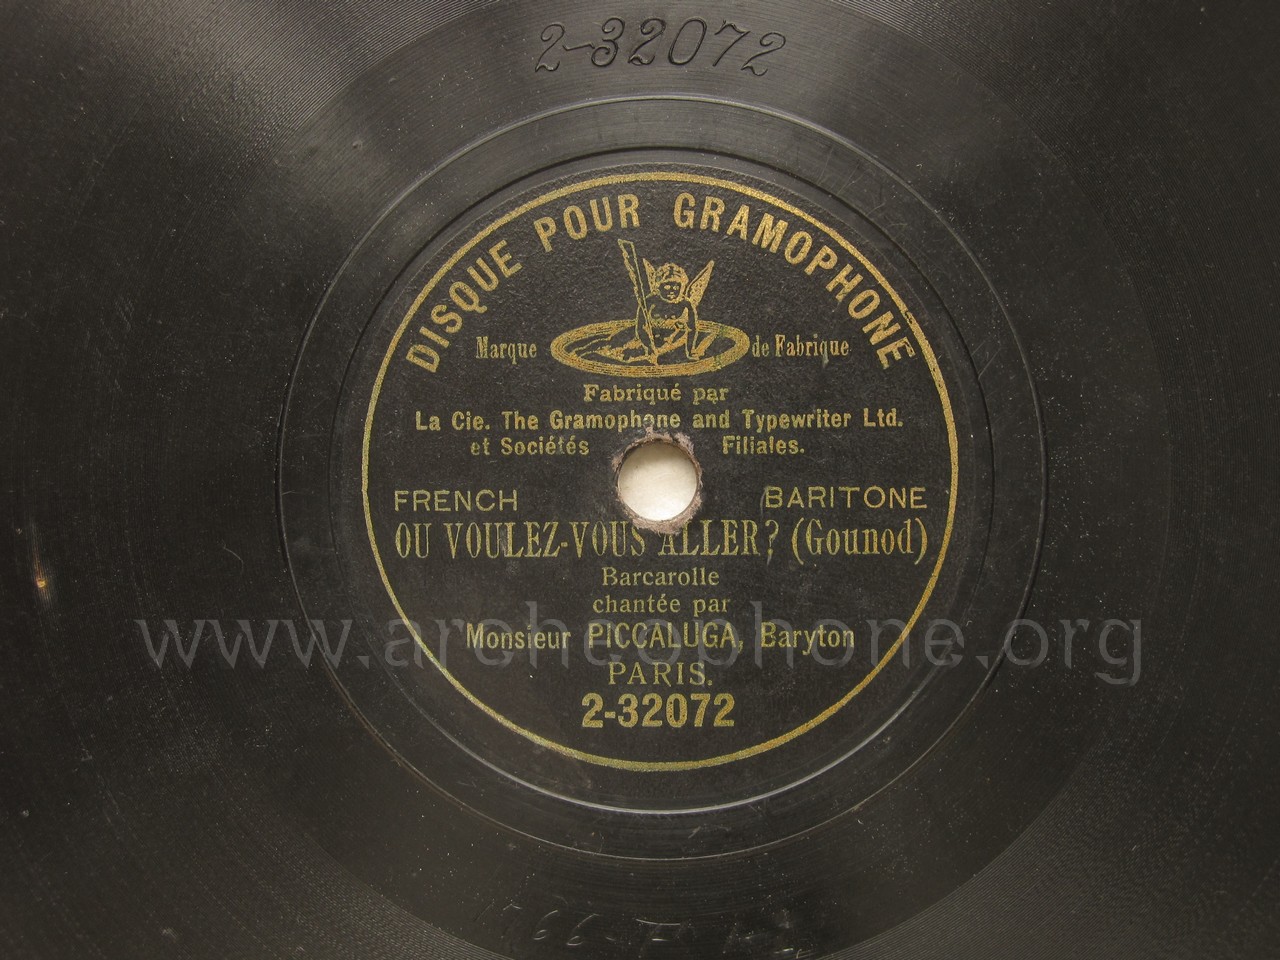 2-32072
DISQUE POUR GRAMOPHONE
Marque de Fabrique
Fabriqué par
La Cie. The Gramophone and Typewriter Ltd.
et Sociétés Filiales.
FRENCH BARITONE
OU VOULEZ-VOUS ALLER? (Gounod)
Barcarolle
chantée par
Monsieur PICCALUGA, Baryton
www.archeophone.org
PARIS.
2-32072